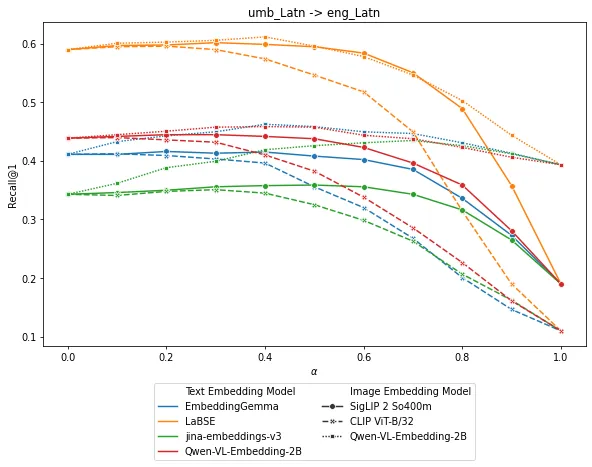 umb_Latn -> eng_Latn
Recall@1
0.6
0.5
0.4
0.3
0.2
0.1
0.0 0.2 0.4 0.6 0.8 1.0
α
Text Embedding Model Image Embedding Model
EmbeddingGemma SigLIP 2 So400m
LaBSE CLIP ViT-B/32
jina-embeddings-v3 Qwen-VL-Embedding-2B
Qwen-VL-Embedding-2B